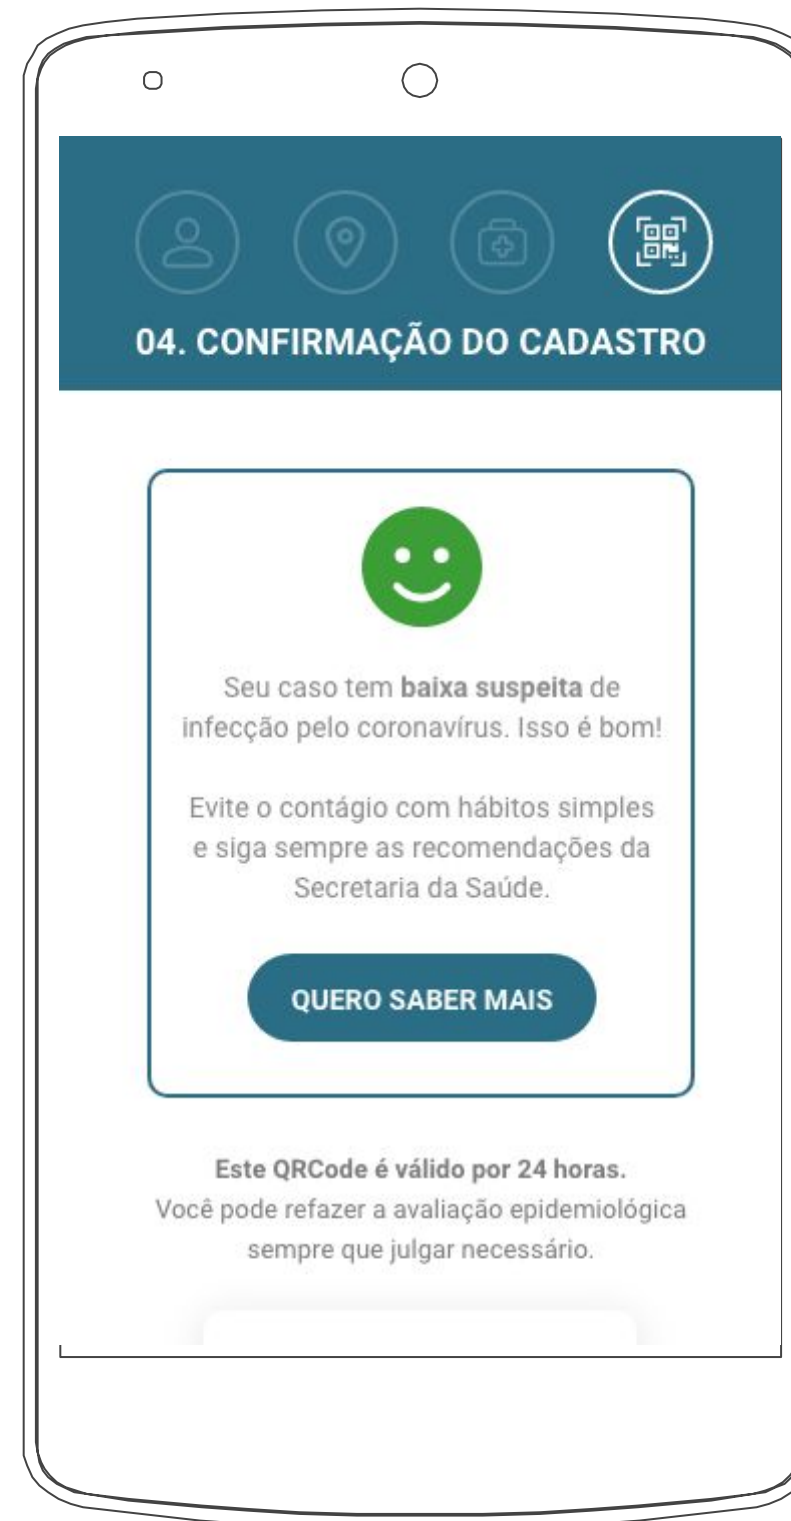 04. CONFIRMAÇÃO DO CADASTRO
Seu caso tem baixa suspeita de
infecção pelo coronavírus. Isso é bom!
Evite o contágio com hábitos simples
e siga sempre as recomendações da
Secretaria da Saúde.
QUERO SABER MAIS
Este QRCode é válido por 24 horas.
Você pode refazer a avaliação epidemiológica
sempre que julgar necessário.